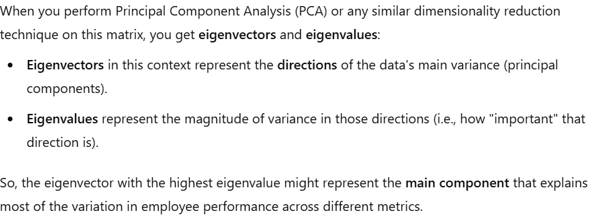 When you perform Principal Component Analysis (PCA) or any similar dimensionality reduction
technique on this matrix, you get eigenvectors and eigenvalues:
• Eigenvectors in this context represent the directions of the data's main variance (principal
components).
• Eigenvalues represent the magnitude of variance in those directions (i.e., how "important" that
direction is).
So, the eigenvector with the highest eigenvalue might represent the main component that explains
most of the variation in employee performance across different metrics.